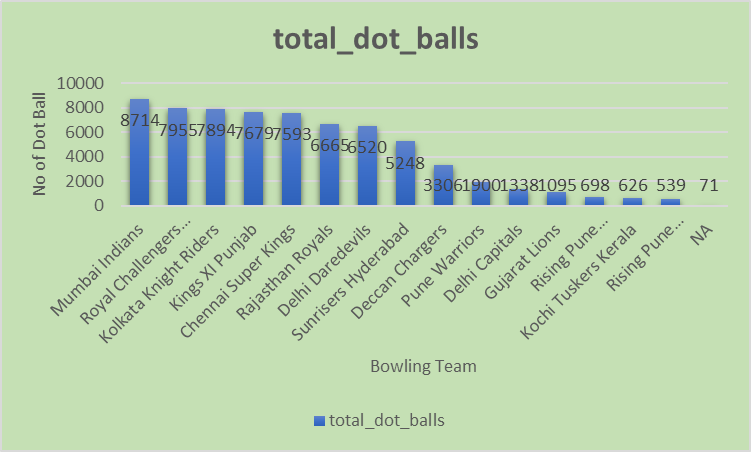 total_dot_balls
No of Dot Ball
10000
8000
6000
4000
2000
0
8714
7955
7894
7679
7593
6665
6520
5248
3306
1900
1338
1095
698
626
539
71
Mumbai Indians
Royal Challengers...
Kolkata Knight Riders
Kings XI Punjab
Chennai Super Kings
Rajasthan Royals
Delhi Daredevils
Sunrisers Hyderabad
Deccan Chargers
Pune Warriors
Delhi Capitals
Gujarat Lions
Rising Pune...
Kochi Tuskers Kerala
Rising Pune...
NA
Bowling Team
total_dot_balls